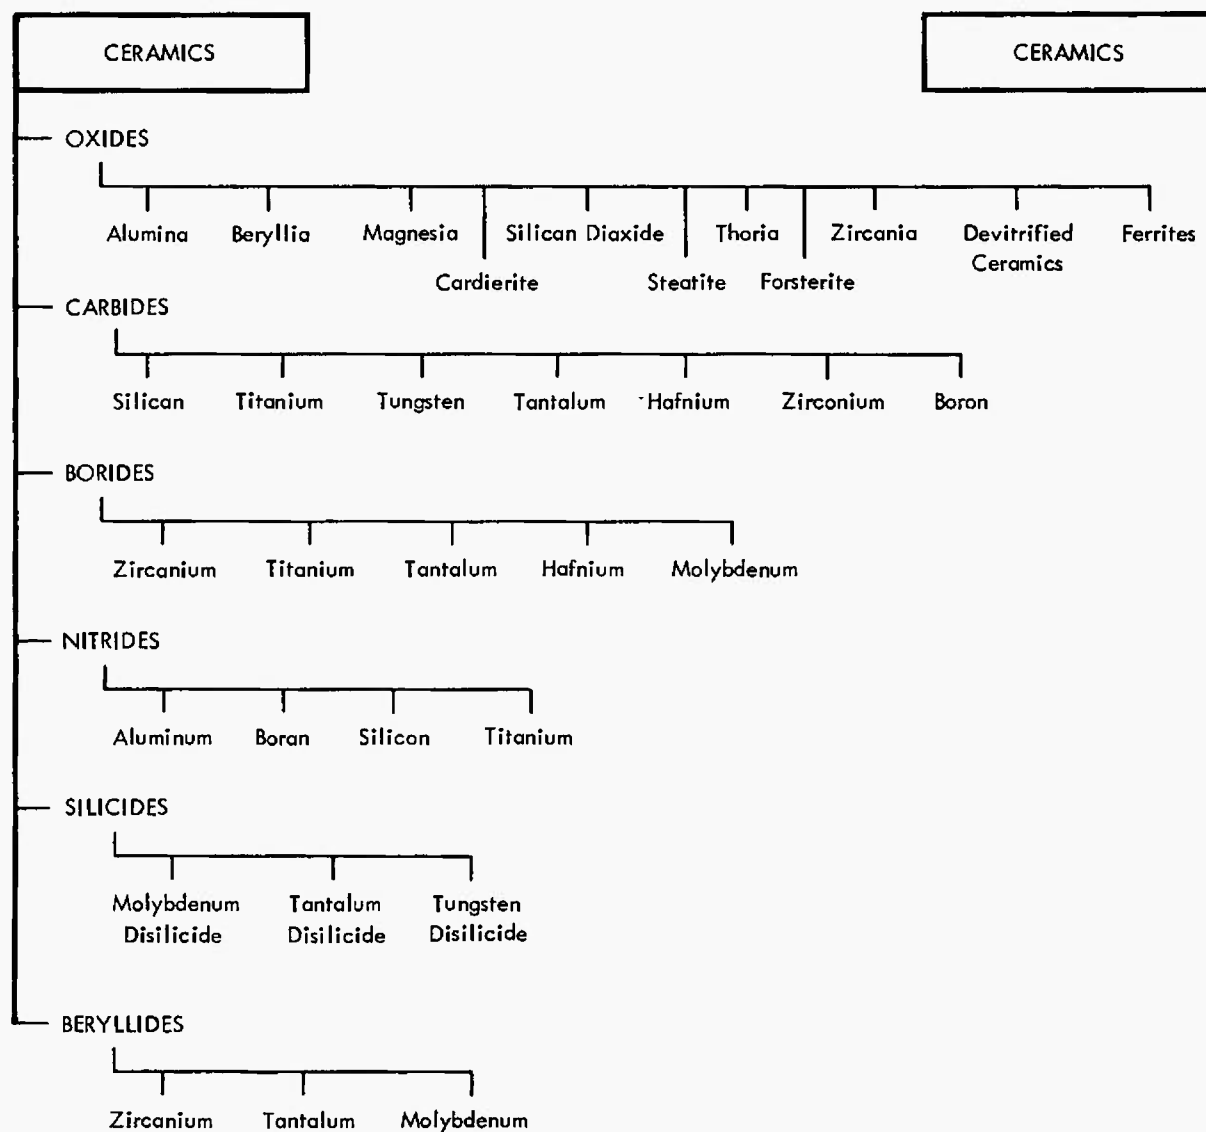 CERAMICS
CERAMICS
OXIDES
Alumina Beryllia Magnesia Silican Diaxide Thoria Zircania Devitrified Ferrites
Ceramics
Cardierite Steatite Forsterite
CARBIDES
Silican Titanium Tungsten Tantalum Hafnium Zirconium Boron
BORIDES
Zircanium Titanium Tantalum Hafnium Molybdenum
NITRIDES
Aluminum Boran Silicon Titanium
SILICIDES
Molybdenum Tantalum Tungsten
Disilicide Disilicide Disilicide
BERYLLIDES
Zircanium Tantalum Molybdenum